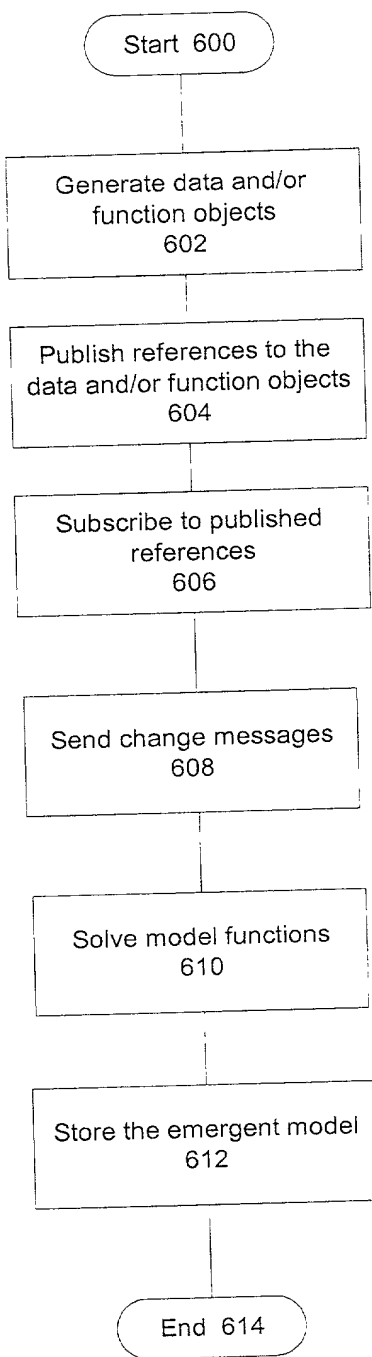 Start 600
Generate data and/or
function objects
602
Publish references to the
data and/or function objects
604
Subscribe to published
references
606
Send change messages
608
Solve model functions
610
Store the emergent model
612
End 614